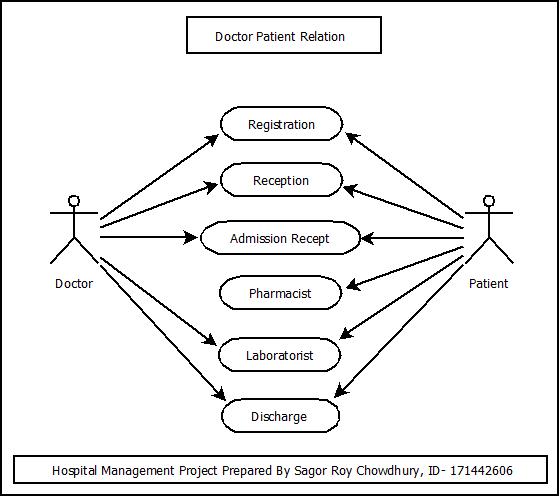 Doctor Patient Relation
Registration
Reception
Admission Recept
Pharmacist
Doctor
Patient
Laboratorist
Discharge
Hospital Management Project Prepared By Sagor Roy Chowdhury, ID- 171442606